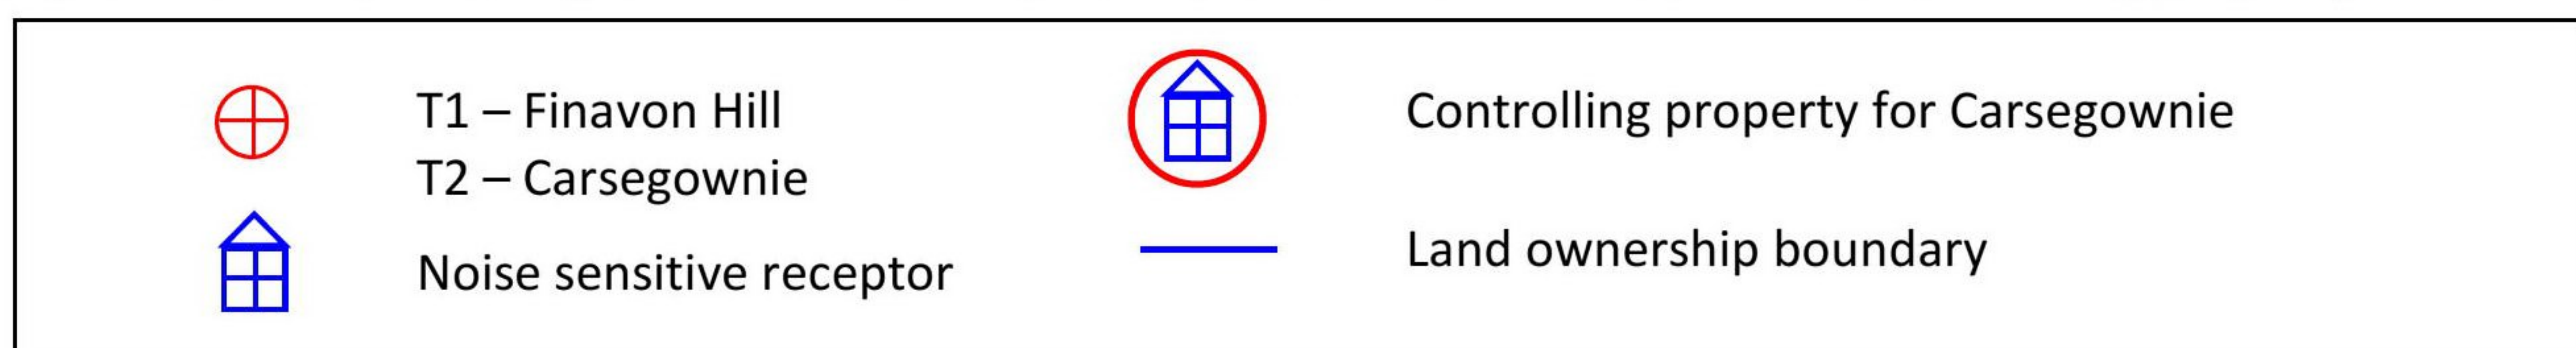 T1 – Finavon Hill
T2 – Carsegownie
Noise sensitive receptor
Controlling property for Carsegownie
Land ownership boundary